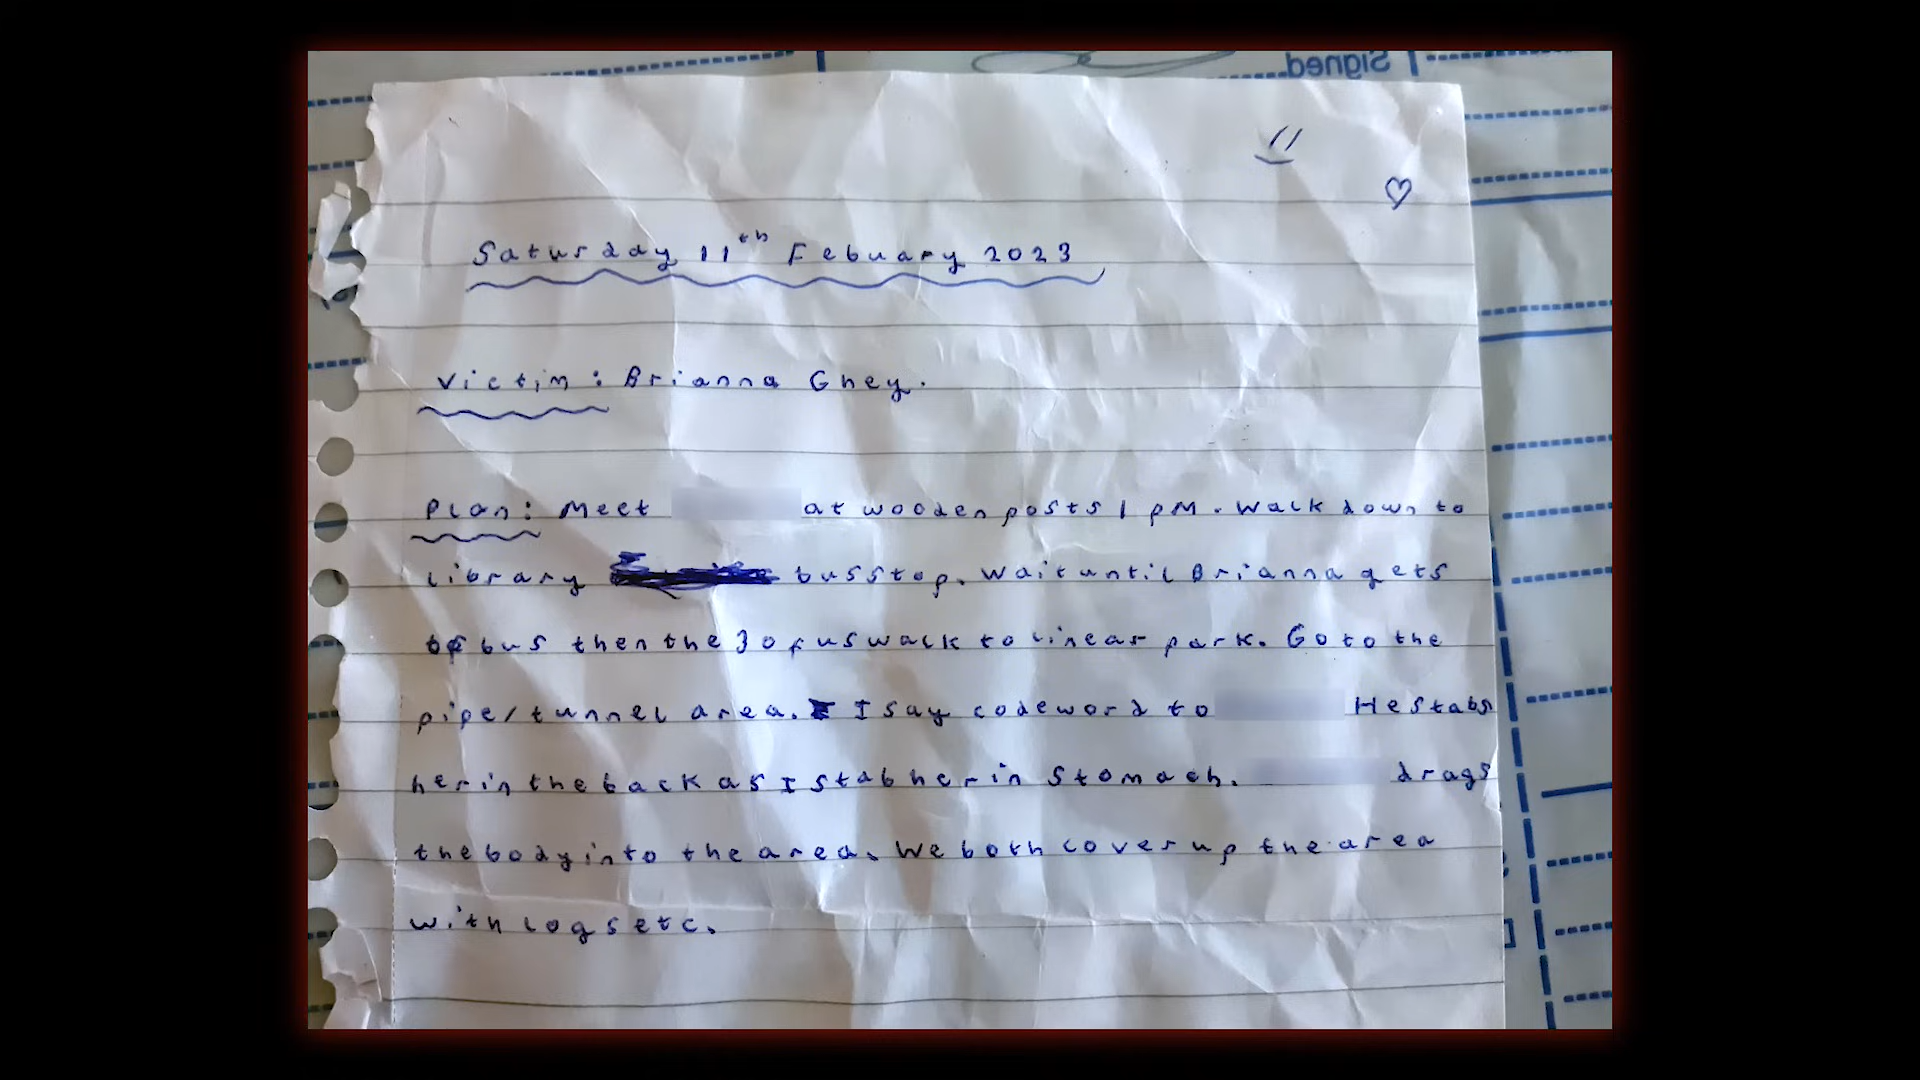 Signed
Saturday 11th Febuary 2023
Victim: Brianna Ghey.
Plan: Meet at wooden posts 1 pM. Walk down to
library bus stop. Wait until Brianna gets
of bus then the 3 of us walk to linear park. Go to the
pipe/tunnel area. I say codeword to He stabs
her in the back as I stab her in stomach. drags
the body into the area. We both cover up the area
with logs etc.